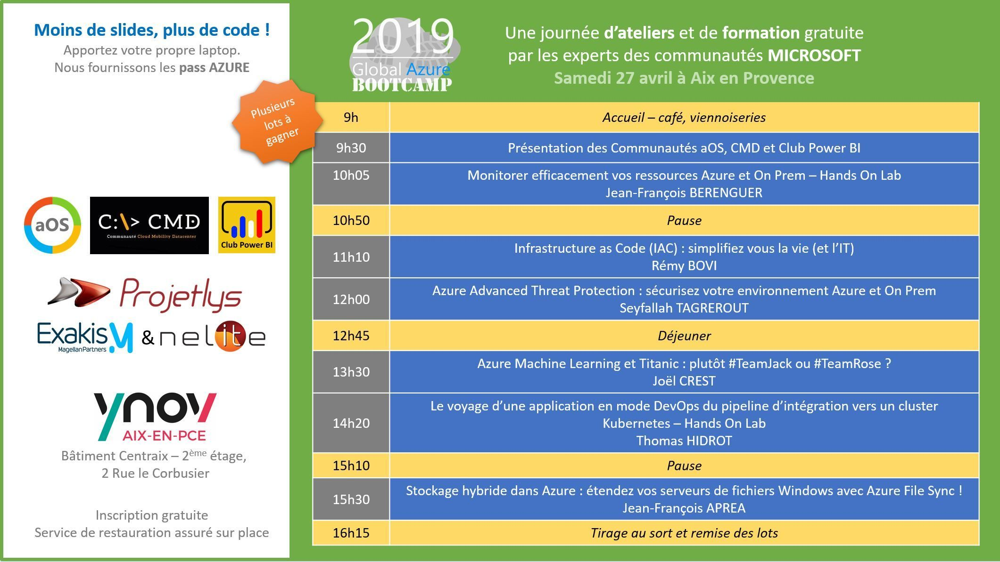 Moins de slides, plus de code !
Apportez votre propre laptop.
Nous fournissons les pass AZURE
Plusieurs
lots à
gagner
aOS
C:\> CMD
Communauté Cloud Mobility Datacenter
Club Power BI
Projetlys
Exakis
Magellan Partners
& nelite
ynov
AIX-EN-PCE
Bâtiment Centraix – 2ème étage,
2 Rue le Corbusier
Inscription gratuite
Service de restauration assuré sur place
2019
Global Azure
BOOTCAMP
Une journée d’ateliers et de formation gratuite
par les experts des communautés MICROSOFT
Samedi 27 avril à Aix en Provence
9h Accueil – café, viennoiseries
9h30 Présentation des Communautés aOS, CMD et Club Power BI
10h05 Monitorer efficacement vos ressources Azure et On Prem – Hands On Lab
Jean-François BERENGUER
10h50 Pause
11h10 Infrastructure as Code (IAC) : simplifiez vous la vie (et l’IT)
Rémy BOVI
12h00 Azure Advanced Threat Protection : sécurisez votre environnement Azure et On Prem
Seyfallah TAGREROUT
12h45 Déjeuner
13h30 Azure Machine Learning et Titanic : plutôt #TeamJack ou #TeamRose ?
Joël CREST
14h20 Le voyage d’une application en mode DevOps du pipeline d’intégration vers un cluster
Kubernetes – Hands On Lab
Thomas HIDROT
15h10 Pause
15h30 Stockage hybride dans Azure : étendez vos serveurs de fichiers Windows avec Azure File Sync !
Jean-François APREA
16h15 Tirage au sort et remise des lots